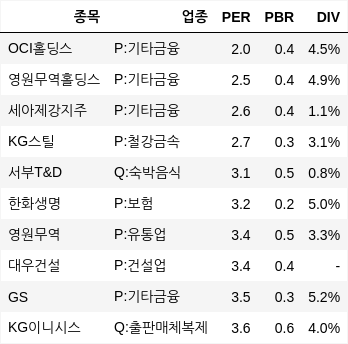 종목 업종 PER PBR DIV
OCI홀딩스 P:기타금융 2.0 0.4 4.5%
영원무역홀딩스 P:기타금융 2.5 0.4 4.9%
세아제강지주 P:기타금융 2.6 0.4 1.1%
KG스틸 P:철강금속 2.7 0.3 3.1%
서부T&D Q:숙박음식 3.1 0.5 0.8%
한화생명 P:보험 3.2 0.2 5.0%
영원무역 P:유통업 3.4 0.5 3.3%
대우건설 P:건설업 3.4 0.4 -
GS P:기타금융 3.5 0.3 5.2%
KG이니시스 Q:출판매체복제 3.6 0.6 4.0%